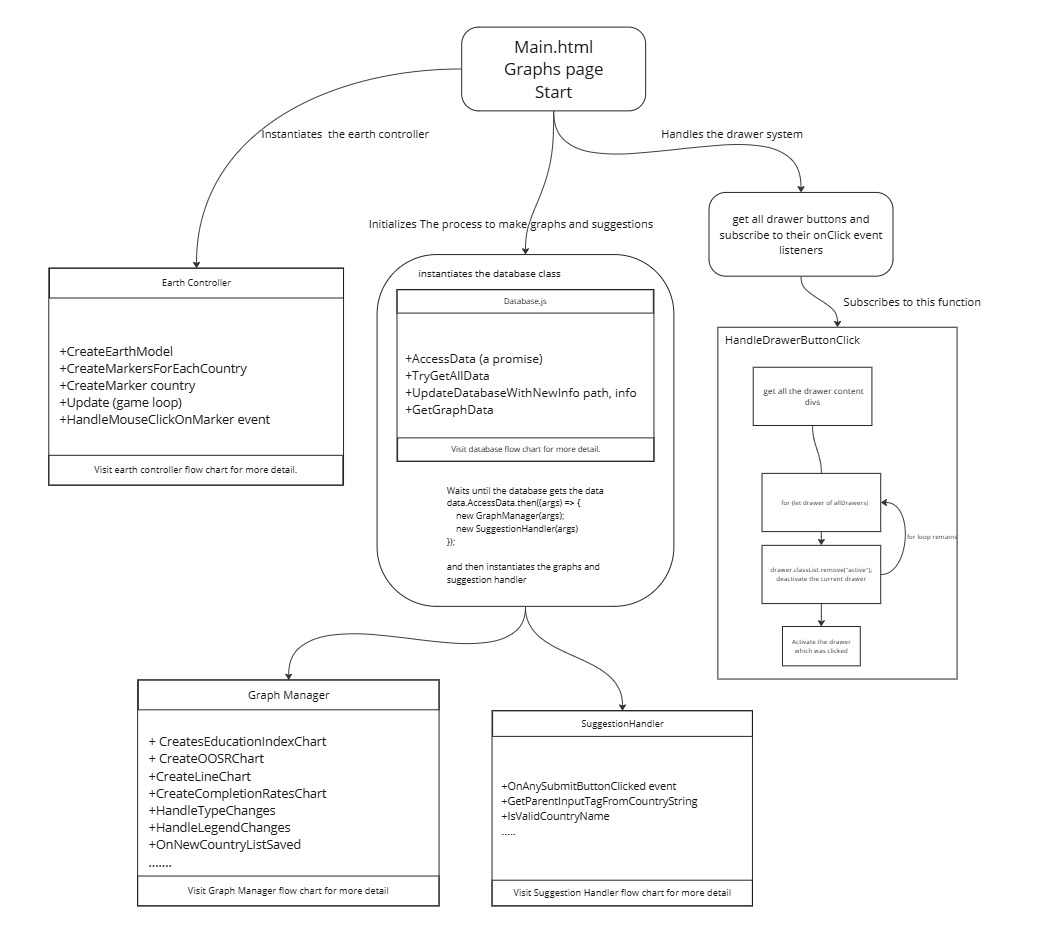 Main.html
Graphs page
Start
Instantiates  the earth controller
Handles the drawer system
Initializes The process to make graphs and suggestions
get all drawer buttons and
subscribe to their onClick event
listeners
Subscribes to this function
Earth Controller
+CreateEarthModel
+CreateMarkersForEachCountry
+CreateMarker country
+Update (game loop)
+HandleMouseClickOnMarker event
Visit earth controller flow chart for more detail.
instantiates the database class
Database.js
+AccessData (a promise)
+TryGetAllData
+UpdateDatabaseWithNewInfo path, info
+GetGraphData
Visit database flow chart for more detail.
Waits until the database gets the data
data.AccessData.then((args) => {
new GraphManager(args);
new SuggestionHandler(args)
});
and then instantiates the graphs and
suggestion handler
HandleDrawerButtonClick
get all the drawer content
divs
for (let drawer of allDrawers)
for loop remains
drawer.classList.remove("active");
deactivate the current drawer
Activate the drawer
which was clicked
Graph Manager
+ CreatesEducationIndexChart
+ CreateOOSRChart
+CreateLineChart
+CreateCompletionRatesChart
+HandleTypeChanges
+HandleLegendChanges
+OnNewCountryListSaved
.......
Visit Graph Manager flow chart for more detail
SuggestionHandler
+OnAnySubmitButtonClicked event
+GetParentInputTagFromCountryString
+IsValidCountryName
.....
Visit Suggestion Handler flow chart for more detail